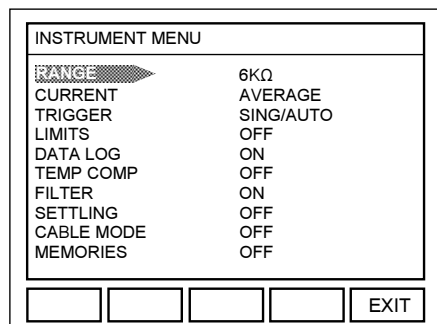 INSTRUMENT MENU
RANGE 6KΩ
CURRENT AVERAGE
TRIGGER SING/AUTO
LIMITS OFF
DATA LOG ON
TEMP COMP OFF
FILTER ON
SETTLING OFF
CABLE MODE OFF
MEMORIES OFF
EXIT